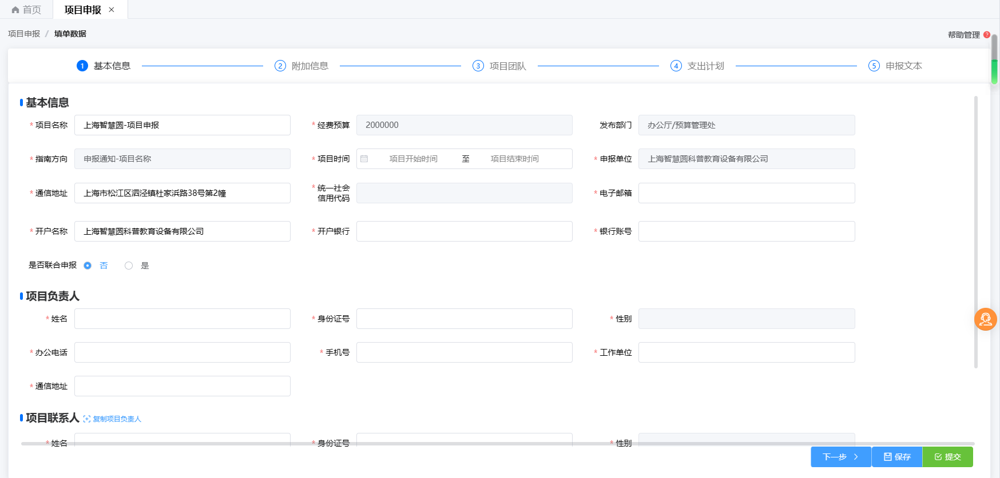 首页 项目申报 ×
项目申报 / 填单数据 帮助管理 ?
1 基本信息 2 附加信息 3 项目团队 4 支出计划 5 申报文本
基本信息
* 项目名称 上海智慧圆-项目申报 * 经费预算 2000000 发布部门 办公厅/预算管理处
* 指南方向 申报通知-项目名称 * 项目时间 项目开始时间 至 项目结束时间 * 申报单位 上海智慧圆科普教育设备有限公司
* 通信地址 上海市松江区泗泾镇杜家浜路38号第2幢 * 统一社会信用代码 * 电子邮箱
* 开户名称 上海智慧圆科普教育设备有限公司 * 开户银行 * 银行账号
是否联合申报 否 是
项目负责人
* 姓名 * 身份证号 * 性别
* 办公电话 * 手机号 * 工作单位
* 通信地址
项目联系人 复制项目负责人
* 姓名 * 身份证号 * 性别
下一步 > 保存 提交